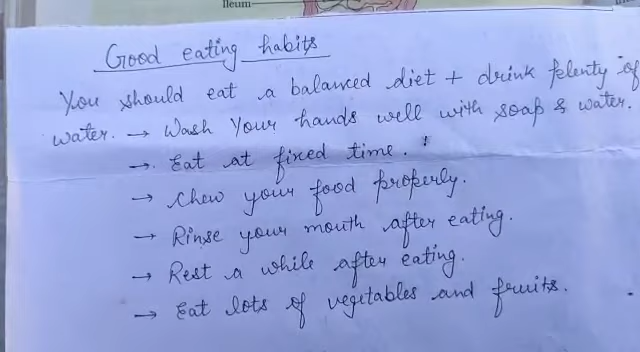 Ileum
Good eating habits
You should eat a balanced diet + drink plenty of
water. → Wash Your hands well with soap & water.
→ Eat at fixed time.
→ Chew your food properly.
→ Rinse your mouth after eating.
→ Rest a while after eating.
→ Eat lots of vegetables and fruits.